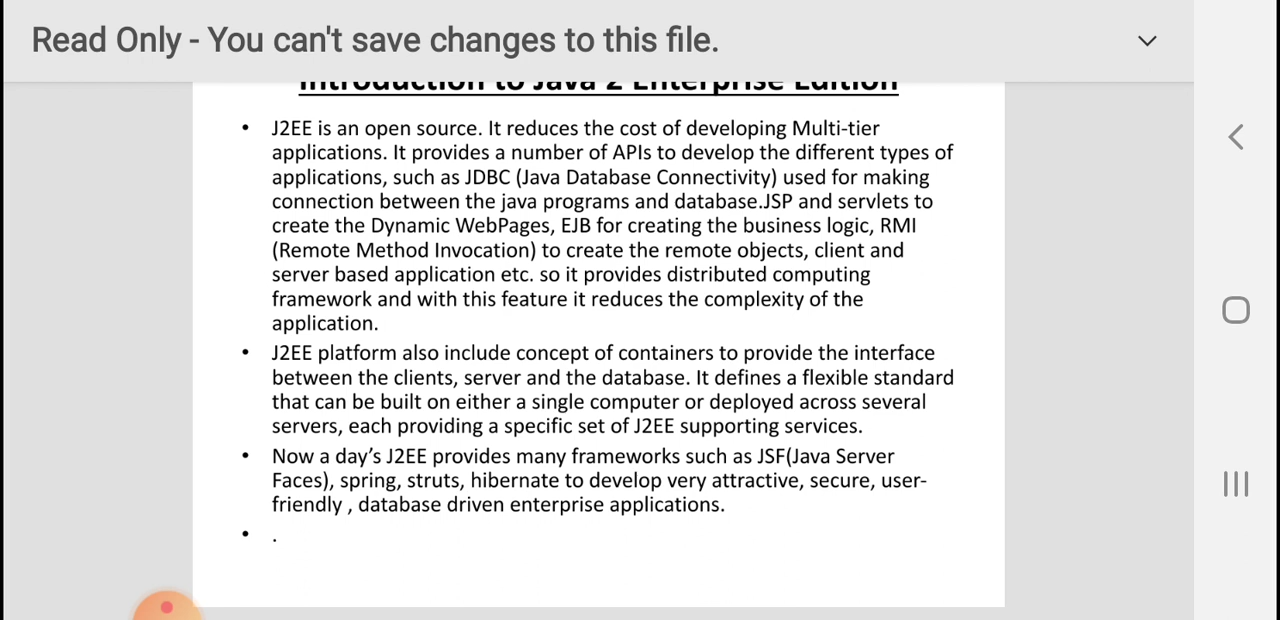 Read Only - You can't save changes to this file.
Introduction to Java 2 Enterprise Edition
• J2EE is an open source. It reduces the cost of developing Multi-tier
applications. It provides a number of APIs to develop the different types of
applications, such as JDBC (Java Database Connectivity) used for making
connection between the java programs and database.JSP and servlets to
create the Dynamic WebPages, EJB for creating the business logic, RMI
(Remote Method Invocation) to create the remote objects, client and
server based application etc. so it provides distributed computing
framework and with this feature it reduces the complexity of the
application.
• J2EE platform also include concept of containers to provide the interface
between the clients, server and the database. It defines a flexible standard
that can be built on either a single computer or deployed across several
servers, each providing a specific set of J2EE supporting services.
• Now a day’s J2EE provides many frameworks such as JSF(Java Server
Faces), spring, struts, hibernate to develop very attractive, secure, user-
friendly , database driven enterprise applications.
• .